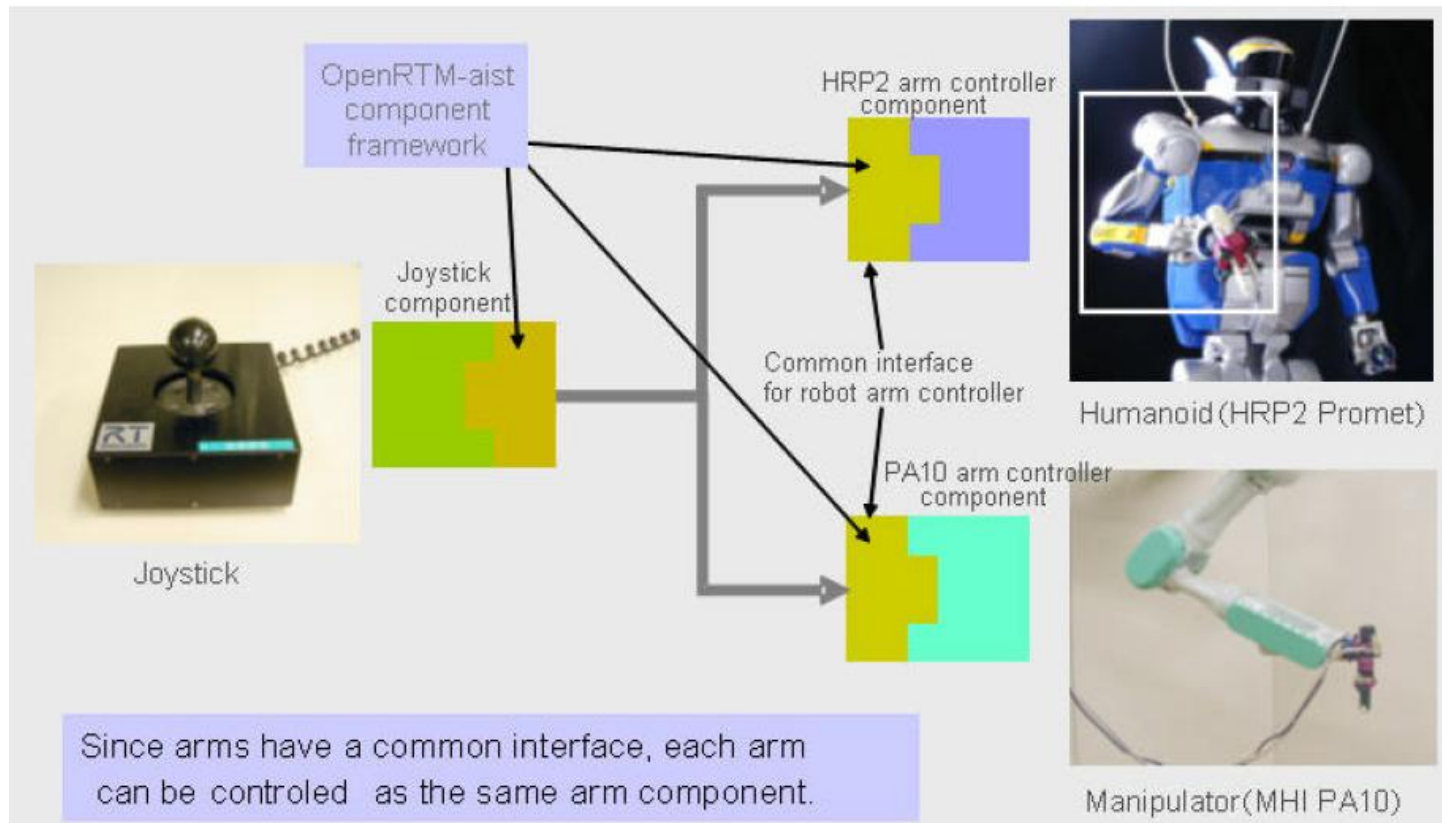 OpenRTM-aist
component
framework
HRP2 arm controller
component
Joystick
component
Common interface
for robot arm controller
Humanoid (HRP2 Promet)
PA10 arm controller
component
RT
Joystick
Since arms have a common interface, each arm
can be controled as the same arm component.
Manipulator(MHI PA10)